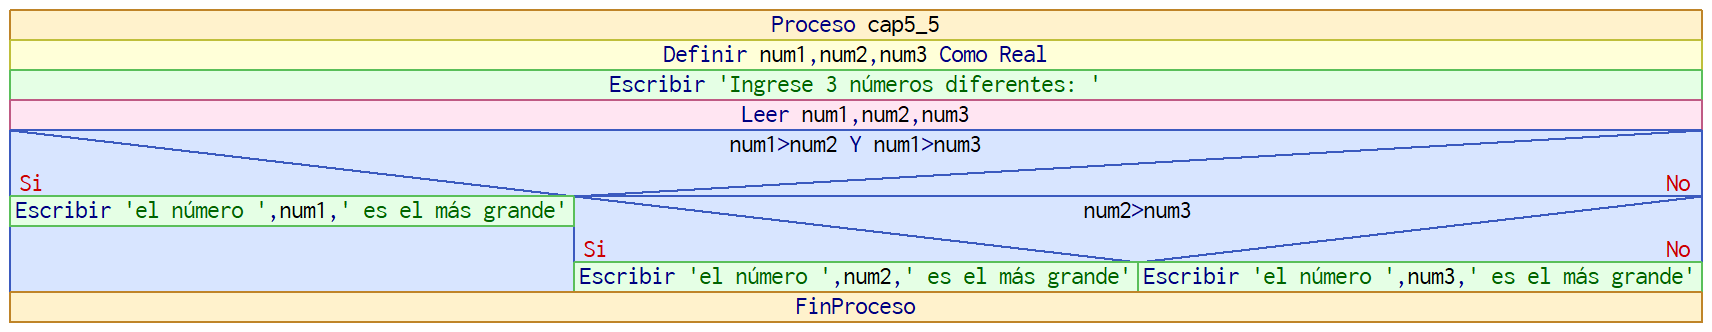 Proceso cap5_5
Definir num1,num2,num3 Como Real
Escribir 'Ingrese 3 números diferentes: '
Leer num1,num2,num3
num1>num2 Y num1>num3
Si
No
Escribir 'el número ',num1,' es el más grande'
num2>num3
Si
No
Escribir 'el número ',num2,' es el más grande'
Escribir 'el número ',num3,' es el más grande'
FinProceso